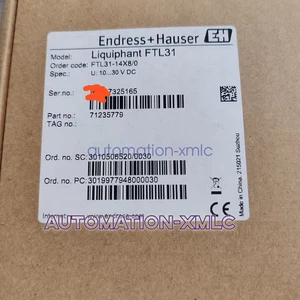 Endress+Hauser EH
Model: Liquiphant FTL31
Order code: FTL31-14X8/0
Spec.: U: 10...30 V DC
Ser.no.: 7325165
Part no.: 71235779
TAG no.:
automation-xmlc
Ord. no. SC: 3010506520/0030
Ord. no. PC: 3019977948000030
Made in China, 215021 Suzhou
Internet:
AUTOMATION-XMLC